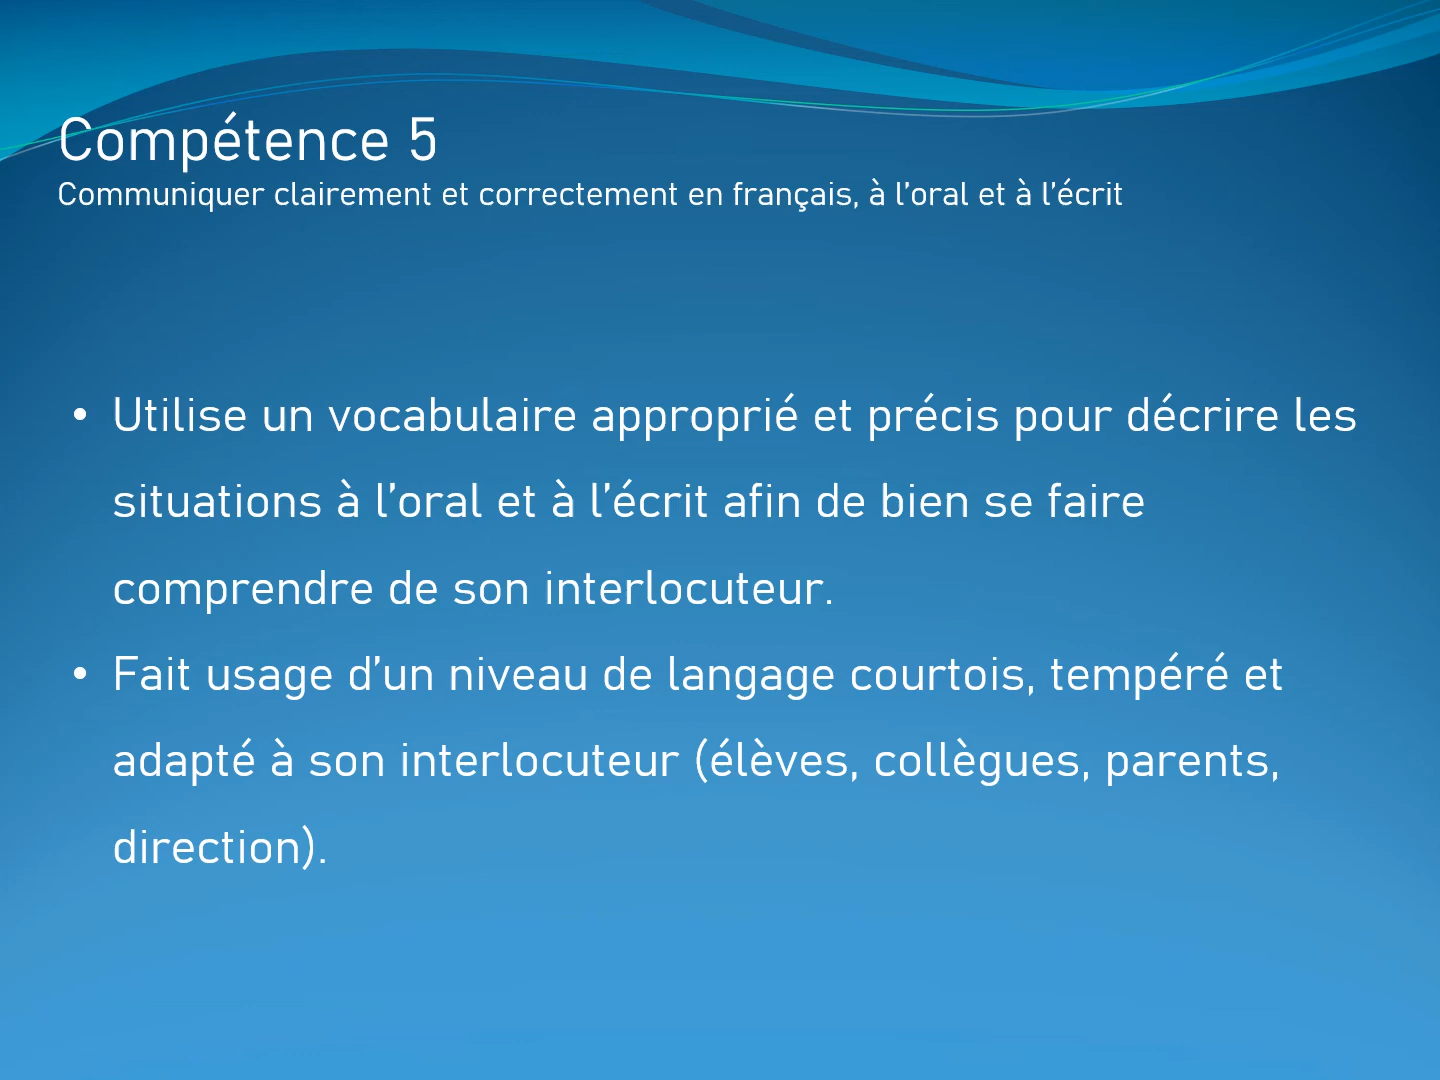 Compétence 5
Communiquer clairement et correctement en français, à l’oral et à l’écrit
• Utilise un vocabulaire approprié et précis pour décrire les
situations à l’oral et à l’écrit afin de bien se faire
comprendre de son interlocuteur.
• Fait usage d’un niveau de langage courtois, tempéré et
adapté à son interlocuteur (élèves, collègues, parents,
direction).